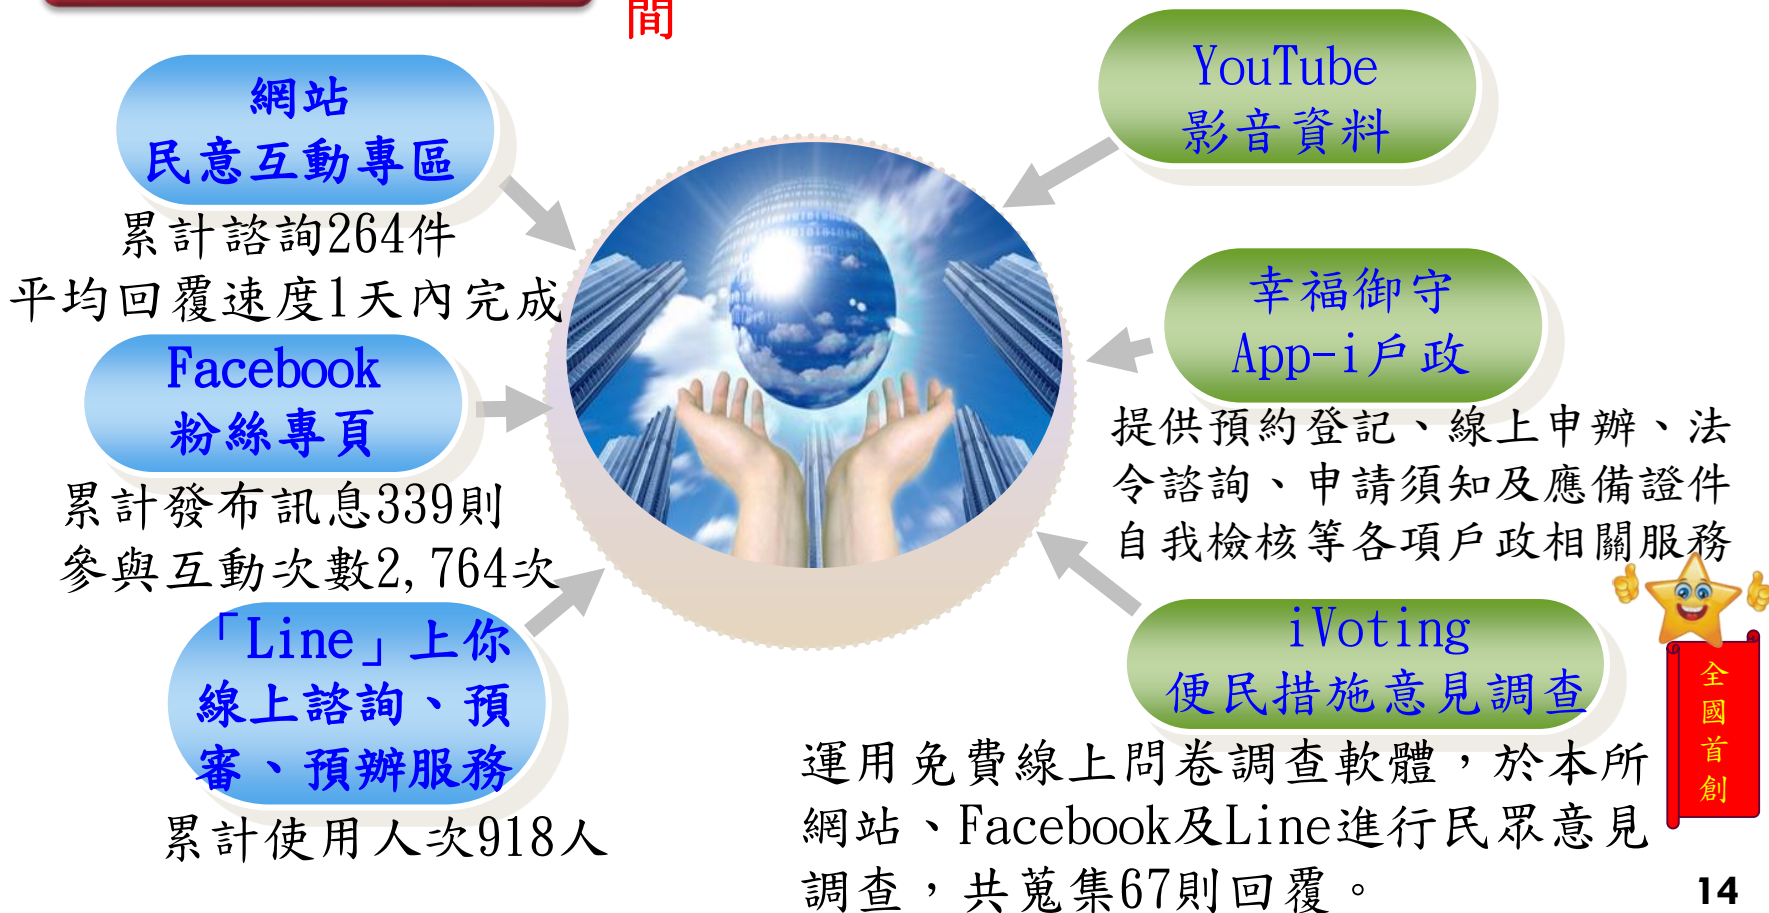 間
網站
民意互動專區
累計諮詢264件
平均回覆速度1天內完成
Facebook
粉絲專頁
累計發布訊息339則
參與互動次數2,764次
「Line」上你
線上諮詢、預
審、預辦服務
累計使用人次918人
YouTube
影音資料
幸福御守
App-i戶政
提供預約登記、線上申辦、法
令諮詢、申請須知及應備證件
自我檢核等各項戶政相關服務
iVoting
便民措施意見調查
運用免費線上問卷調查軟體，於本所
網站、Facebook及Line進行民眾意見
調查，共蒐集67則回覆。
全國首創
14